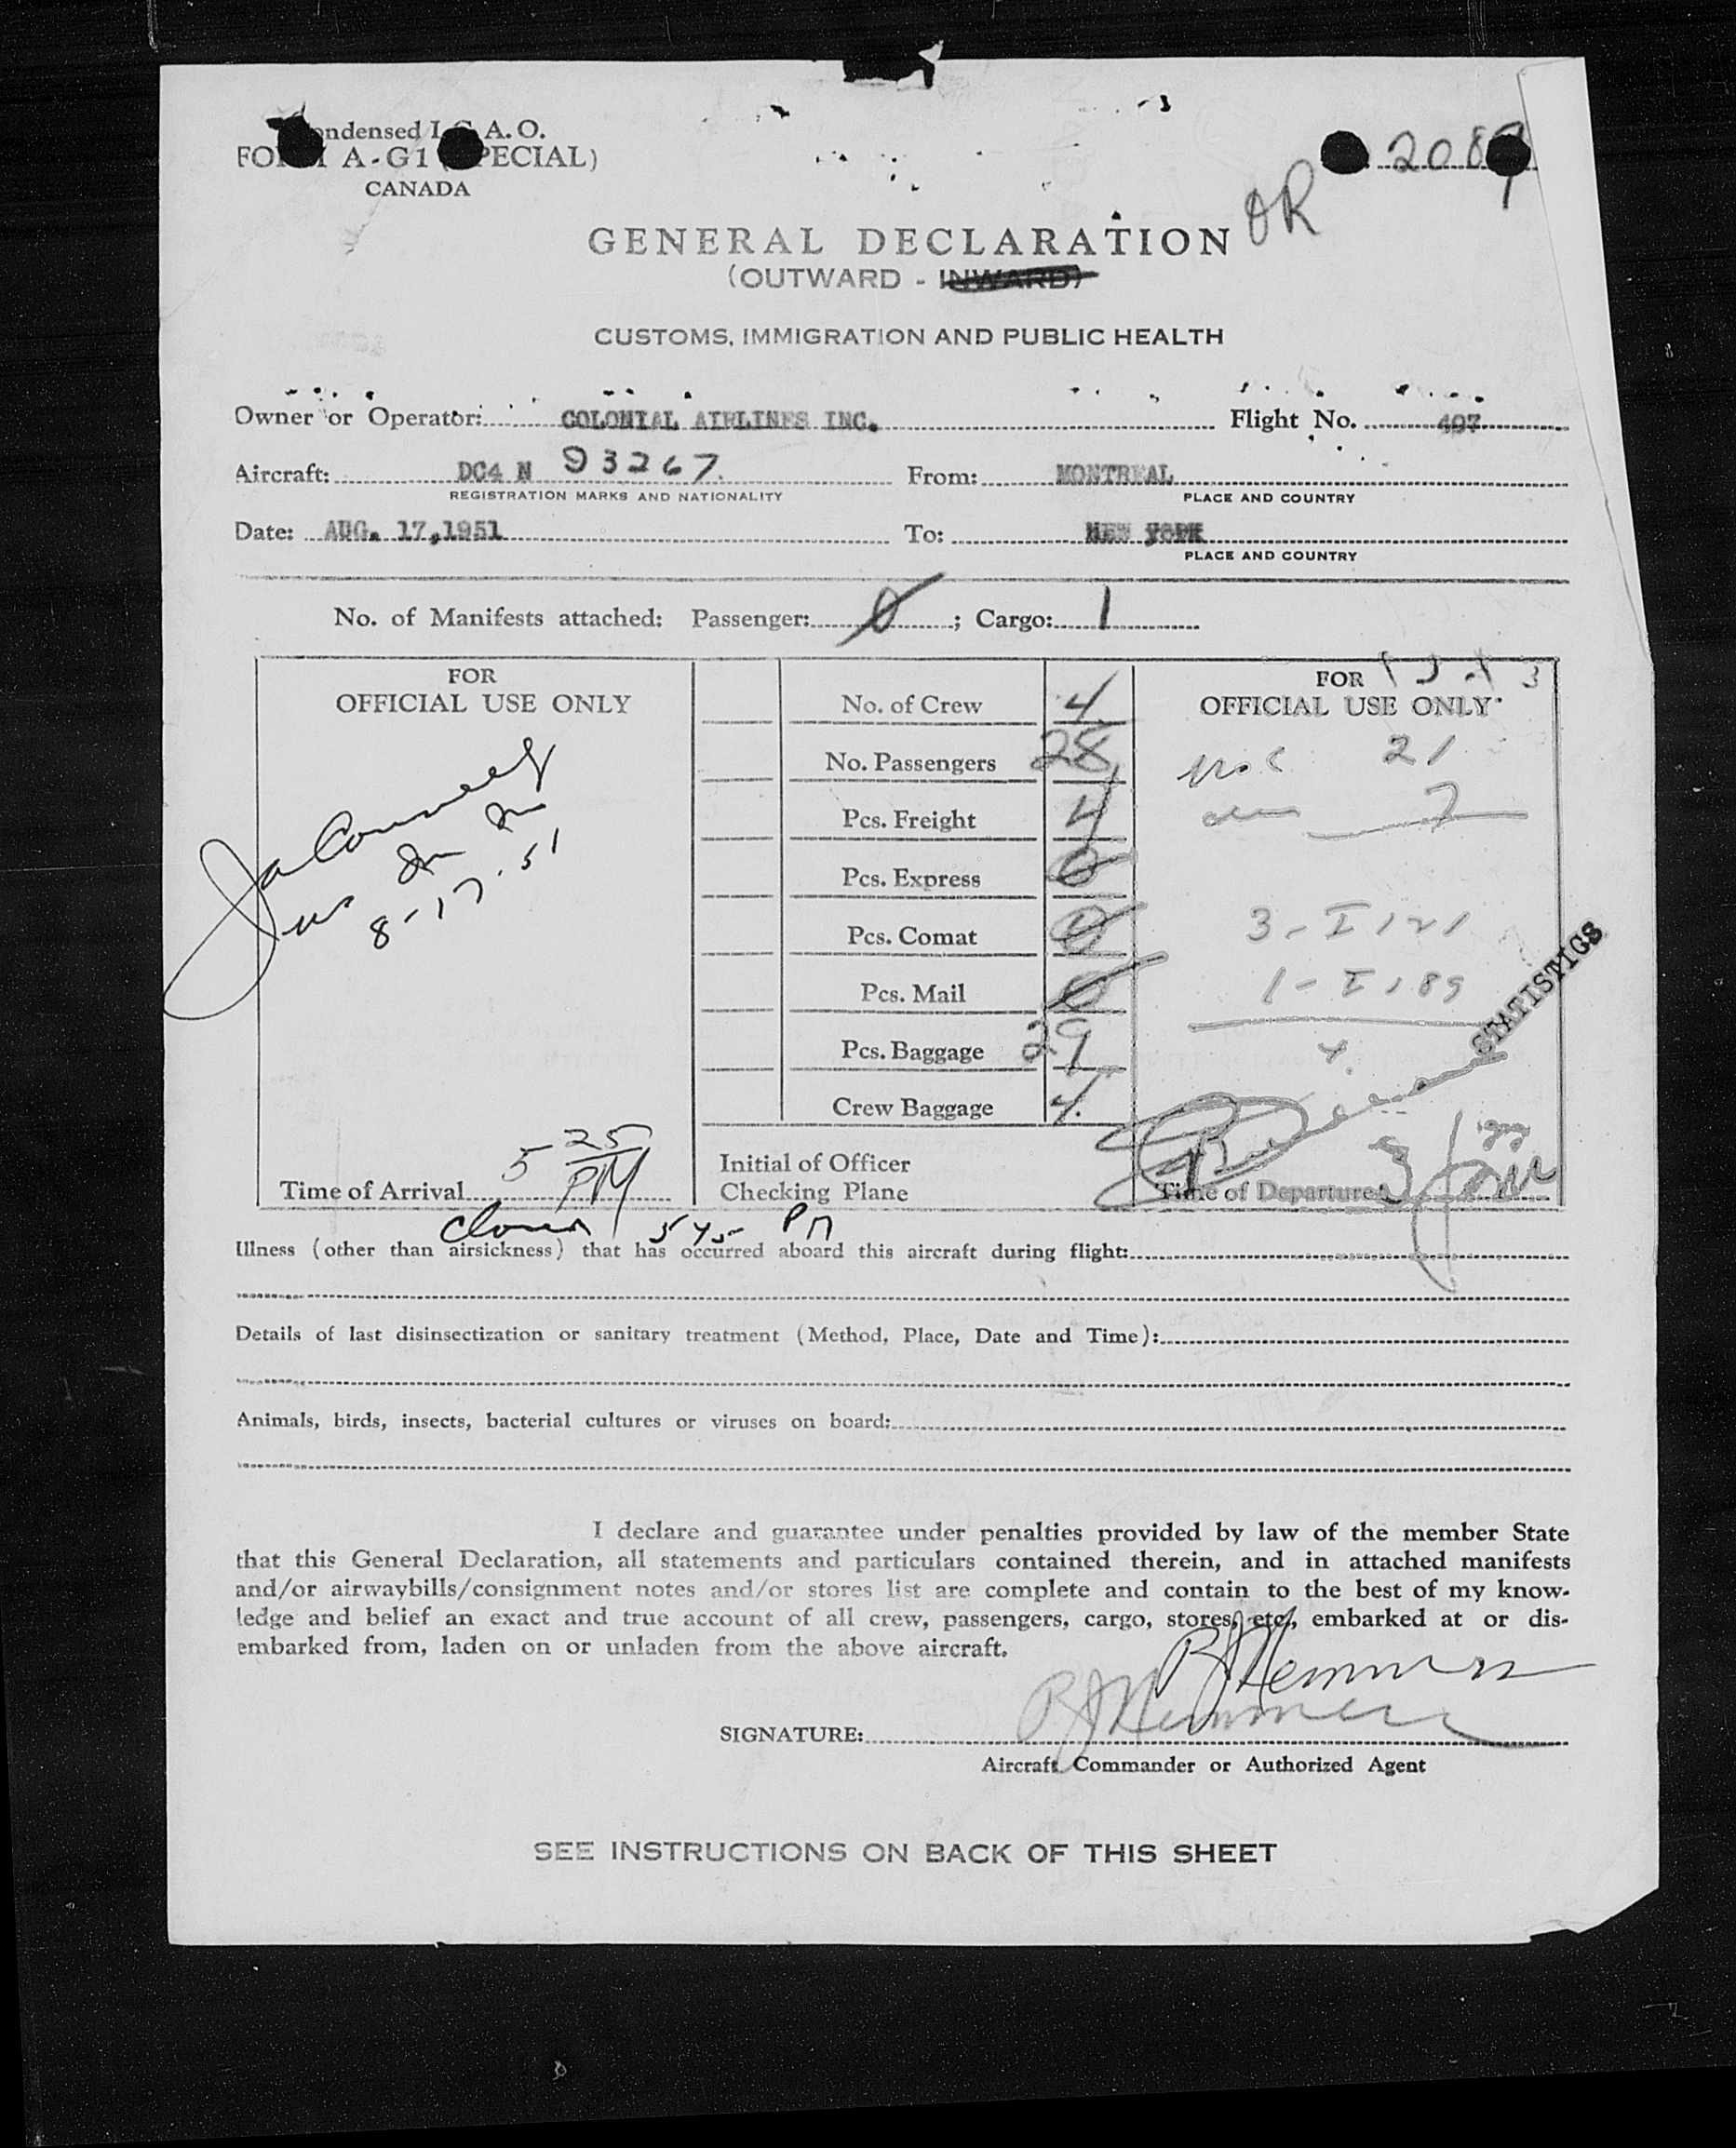 Condensed I.C.A.O.
FORM A-G1 (SPECIAL)
CANADA
2089
OR
GENERAL DECLARATION
(OUTWARD - INWARD)
CUSTOMS, IMMIGRATION AND PUBLIC HEALTH
Owner or Operator: COLONIAL AIRLINES INC. Flight No. 407
Aircraft: DC4 N 93267 From: MONTREAL
REGISTRATION MARKS AND NATIONALITY PLACE AND COUNTRY
Date: AUG. 17,1951 To: NEW YORK
PLACE AND COUNTRY
No. of Manifests attached: Passenger: 0 ; Cargo: 1
FOR
OFFICIAL USE ONLY
8-17-51
Time of Arrival 5 25 PM
No. of Crew 4
No. Passengers 28
Pcs. Freight 4
Pcs. Express 0
Pcs. Comat 0
Pcs. Mail 0
Pcs. Baggage 29
Crew Baggage 4
Initial of Officer
Checking Plane
FOR
OFFICIAL USE ONLY
21
7
3 - I 121
1 - I 189
4.
STATISTICS
Time of Departure
545 PM
Illness (other than airsickness) that has occurred aboard this aircraft during flight:
Details of last disinsectization or sanitary treatment (Method, Place, Date and Time):
Animals, birds, insects, bacterial cultures or viruses on board:
I declare and guarantee under penalties provided by law of the member State
that this General Declaration, all statements and particulars contained therein, and in attached manifests
and/or airwaybills/consignment notes and/or stores list are complete and contain to the best of my know-
ledge and belief an exact and true account of all crew, passengers, cargo, stores, etc., embarked at or dis-
embarked from, laden on or unladen from the above aircraft.
SIGNATURE:
Aircraft Commander or Authorized Agent
SEE INSTRUCTIONS ON BACK OF THIS SHEET